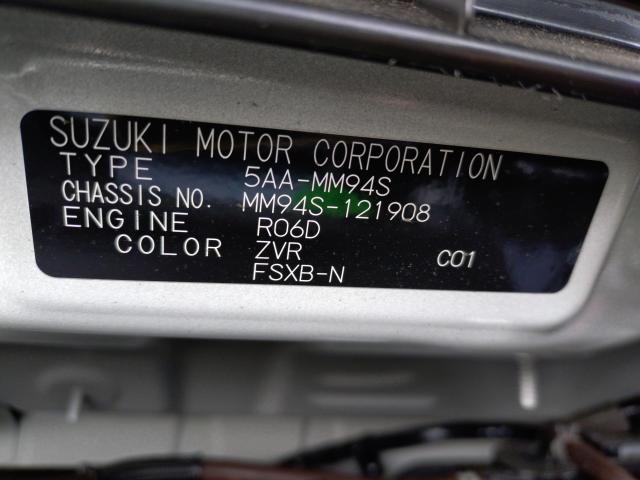 SUZUKI MOTOR CORPORATION
TYPE 5AA-MM94S
CHASSIS NO. MM94S-121908
ENGINE R06D
COLOR ZVR C01
FSXB-N